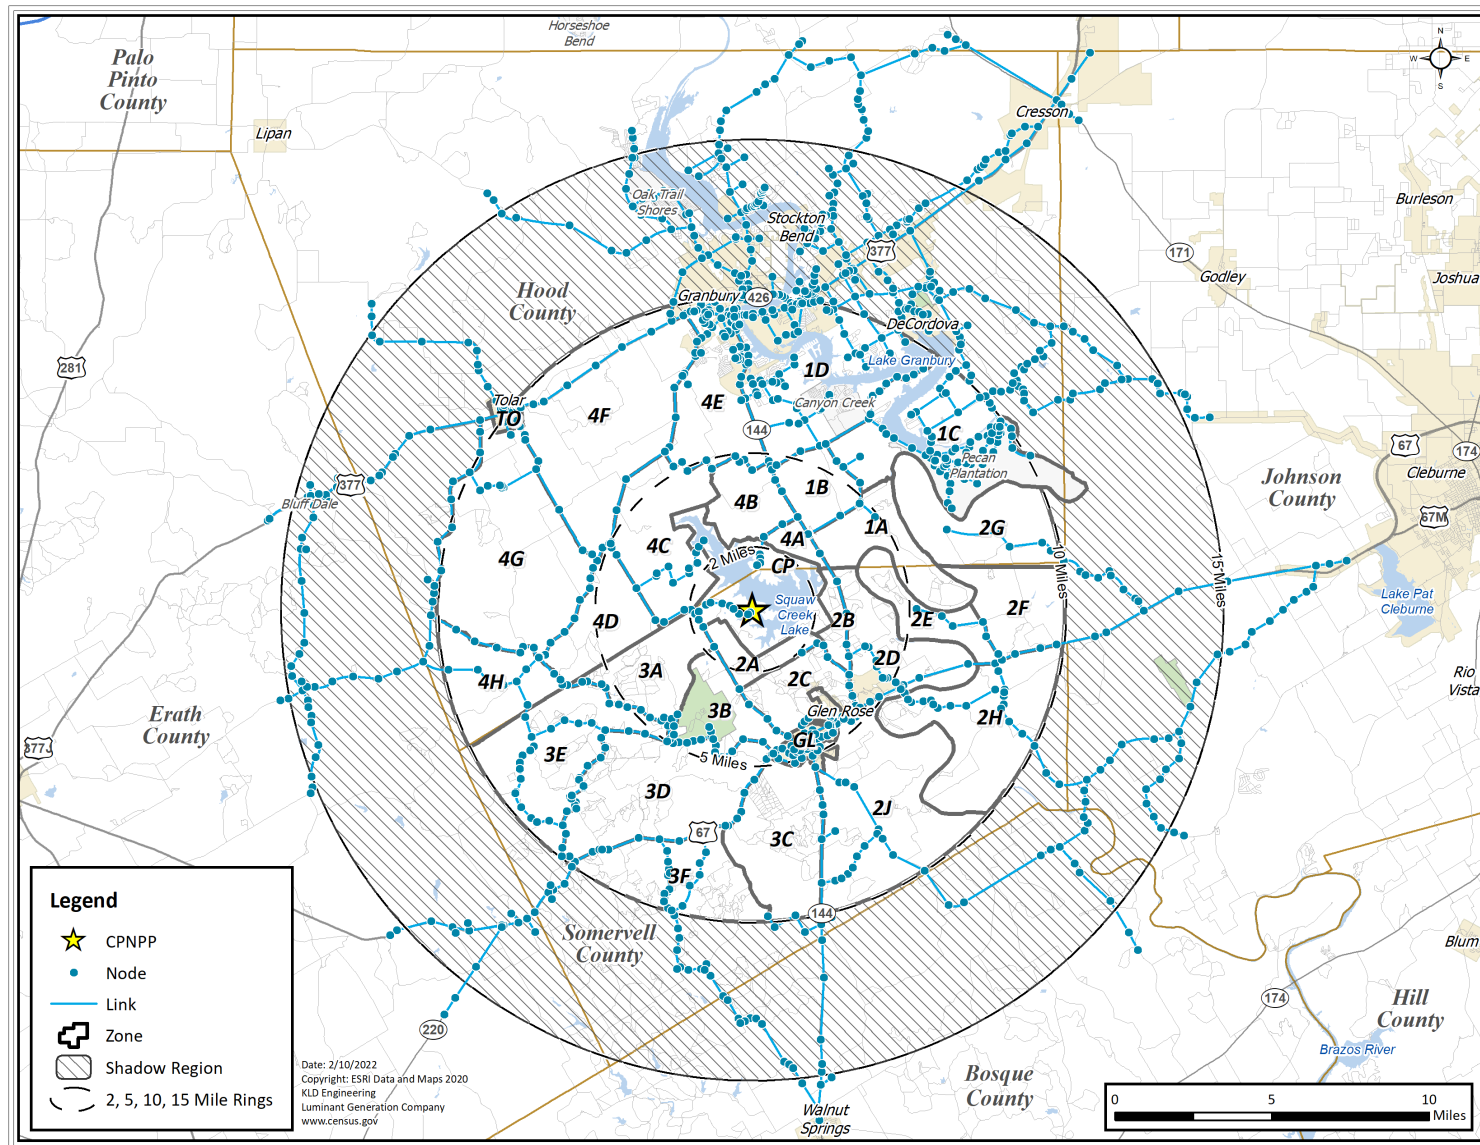 Horseshoe
Bend
N
W
E
S
Palo
Pinto
County
Lipan
Cresson
Oak Trail
Shores
Stockton
Bend
377
Burleson
171
Godley
Joshua
Hood
County
Granbury
426
DeCordova
Lake Granbury
281
1D
Tolar
TO
4F
4E
Canyon Creek
144
1C
Pecan
Plantation
67
174
Cleburne
Johnson
County
67M
377
Bluff Dale
4B
1B
1A
2G
4G
4C
4A
2 Miles
CP
10 Miles
15 Miles
Squaw
Creek
Lake
Lake Pat
Cleburne
4D
2B
2E
2F
3A
2A
2D
2C
4H
Rio
Vista
Erath
County
377J
3B
Glen Rose
2H
GL
3E
5 Miles
3D
2J
67
3C
3F
144
Somervell
County
Blum
174
Hill
County
220
Brazos River
Bosque
County
Walnut
Springs
Legend
CPNPP
Node
Link
Zone
Shadow Region
2, 5, 10, 15 Mile Rings
Date: 2/10/2022
Copyright: ESRI Data and Maps 2020
KLD Engineering
Luminant Generation Company
www.census.gov
0
5
10
Miles